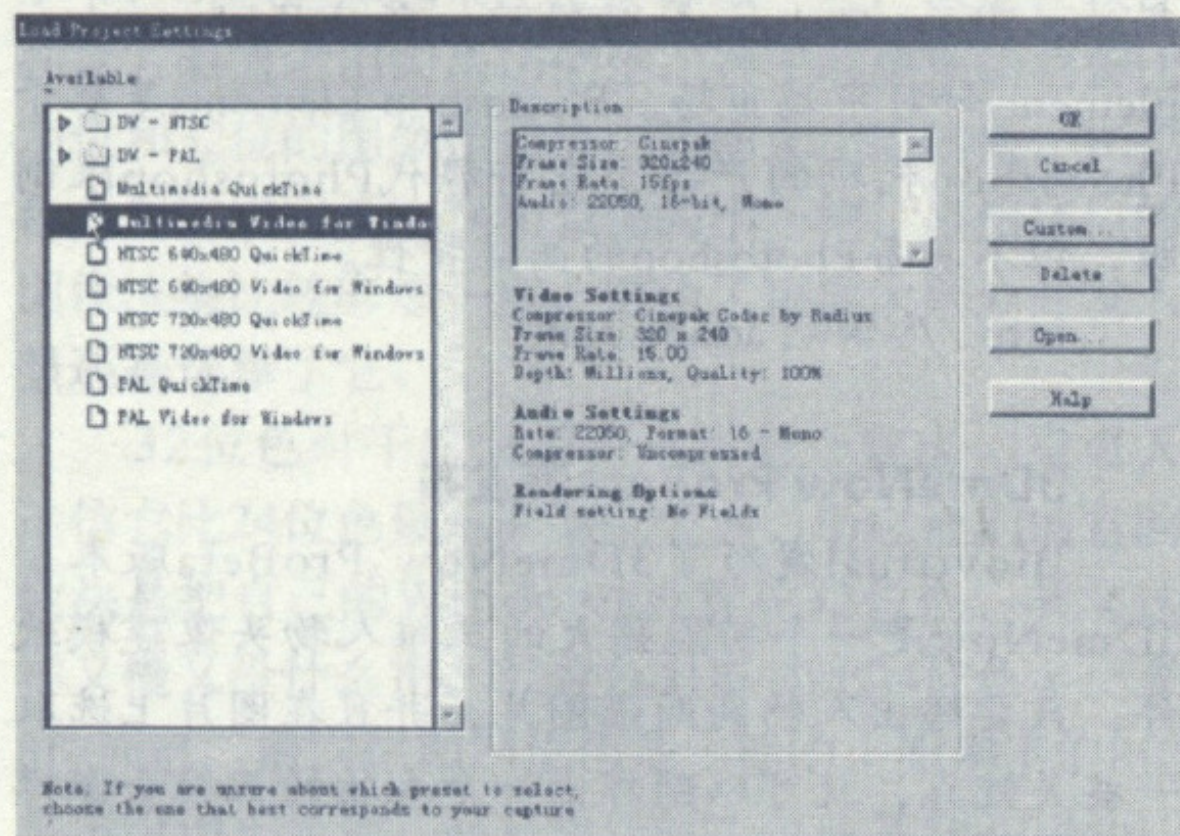 Load Project Settings
Available
DV - NTSC
DV - PAL
Multimedia QuickTime
Multimedia Video for Windo
NTSC 640x480 QuickTime
NTSC 640x480 Video for Windows
NTSC 720x480 QuickTime
NTSC 720x480 Video for Windows
PAL QuickTime
PAL Video for Windows
Description
Compressor: Cinepak
Frame Size: 320x240
Frame Rate: 15fps
Audio: 22050, 16-bit, Mono
Video Settings
Compressor: Cinepak Codec by Radius
Frame Size: 320 x 240
Frame Rate: 15.00
Depth: Millions, Quality: 100%
Audio Settings
Rate: 22050, Format: 16 - Mono
Compressor: Uncompressed
Rendering Options
Field setting: No Fields
OK
Cancel
Custom...
Delete
Open...
Help
Note: If you are unsure about which preset to select,
choose the one that best corresponds to your capture